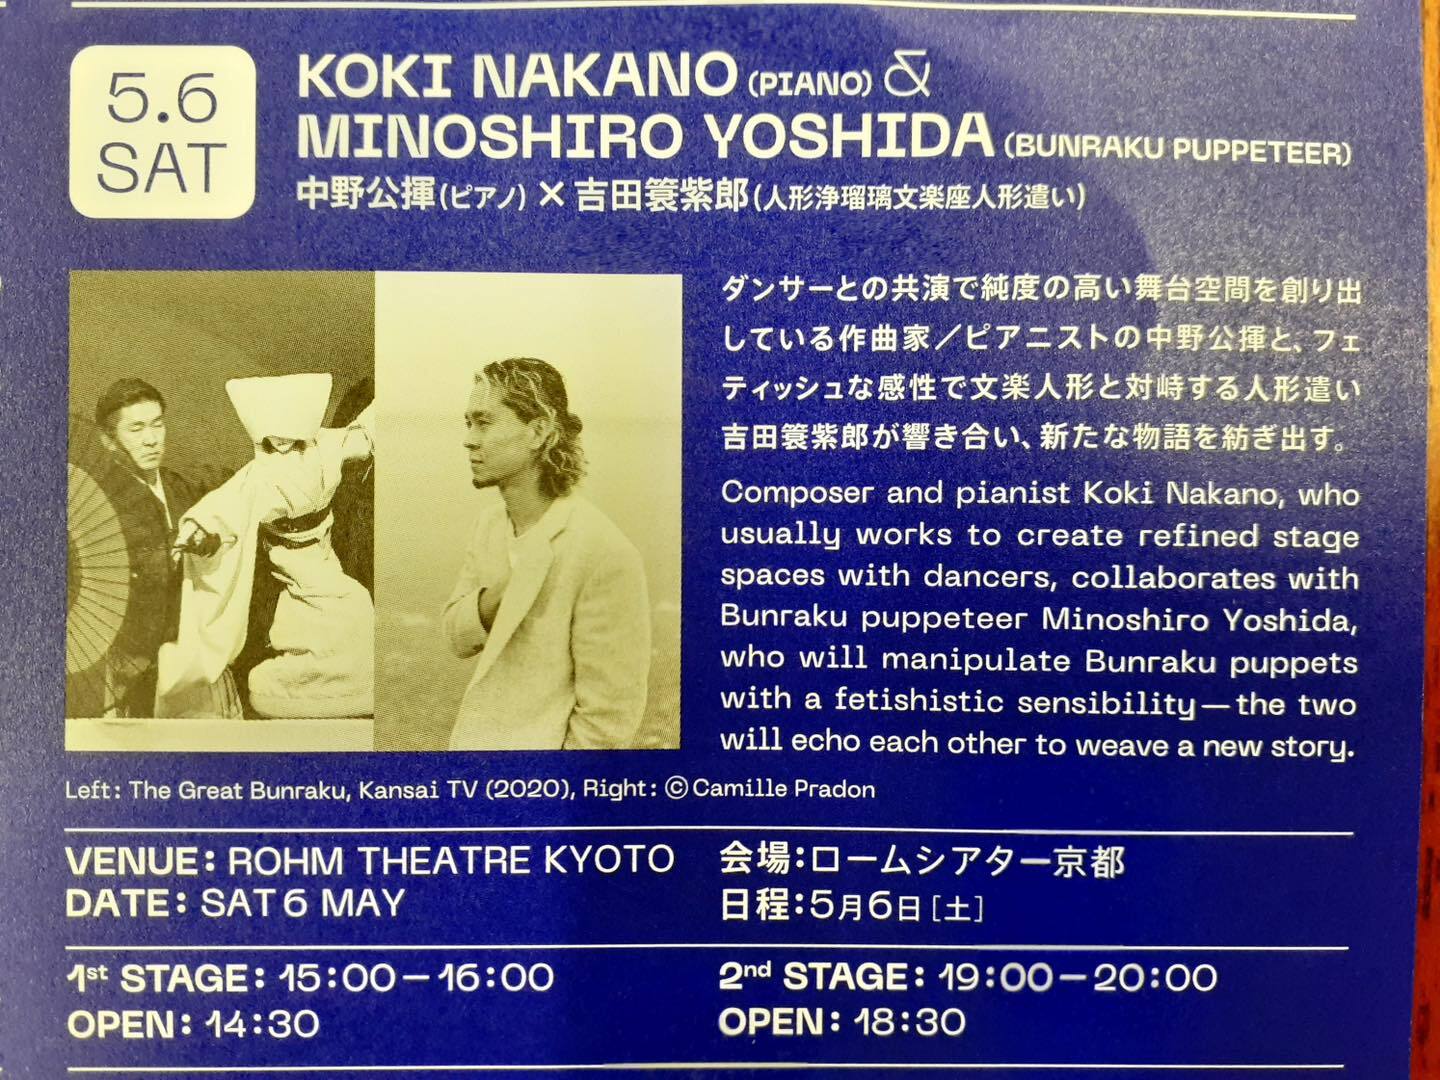 5.6
SAT
KOKI NAKANO (PIANO) &
MINOSHIRO YOSHIDA (BUNRAKU PUPPETEER)
中野公揮(ピアノ) × 吉田簑紫郎(人形浄瑠璃文楽座人形遣い)
ダンサーとの共演で純度の高い舞台空間を創り出
している作曲家／ピアニストの中野公揮と、フェ
ティッシュな感性で文楽人形と対峙する人形遣い
吉田簑紫郎が響き合い、新たな物語を紡ぎ出す。
Composer and pianist Koki Nakano, who
usually works to create refined stage
spaces with dancers, collaborates with
Bunraku puppeteer Minoshiro Yoshida,
who will manipulate Bunraku puppets
with a fetishistic sensibility — the two
will echo each other to weave a new story.
Left: The Great Bunraku, Kansai TV (2020), Right: ©Camille Pradon
VENUE: ROHM THEATRE KYOTO
DATE: SAT 6 MAY
会場:ロームシアター京都
日程:5月6日［土］
1st STAGE: 15:00—16:00
OPEN: 14:30
2nd STAGE: 19:00—20:00
OPEN: 18:30